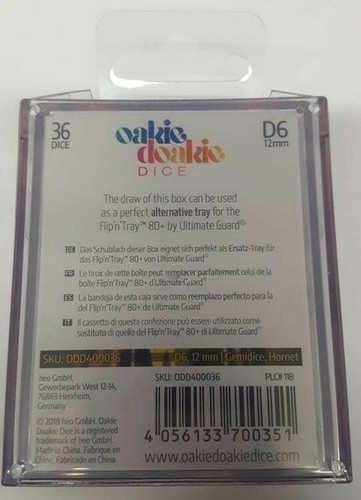 36
DICE
oakie
doakie
DICE
D6
12mm
The draw of this box can be used
as a perfect alternative tray for the
Flip'n'Tray™ 80+ by Ultimate Guard®
DE Das Schubfach dieser Box eignet sich perfekt als Ersatz-Tray für
das Flip'n'Tray™ 80+ von Ultimate Guard®
FR Le tiroir de cette boîte peut remplacer parfaitement celui de la
boîte Flip'n'Tray™ 80+ d'Ultimate Guard®
ES La bandeja de esta caja sirve como reemplazo perfecto para la
del Flip'n'Tray™ 80+ de Ultimate Guard®
IT Il cassetto di questa confezione può essere utilizzato come
sostituto di quello del Flip'n'Tray™ 80+ di Ultimate Guard®
SKU: ODD400036 D6, 12 mm | Gemidice, Hornet
heo GmbH,
Gewerbepark West 12-14,
76863 Herxheim,
Germany
© 2018 heo GmbH. Oakie
Doakie Dice is a registered
trademark of heo GmbH.
Made in China. Fabriqué en
Chine. Fabricado en China.
SKU: ODD400036 PLC# 118
4 056133 700351
www.oakiedoakiedice.com